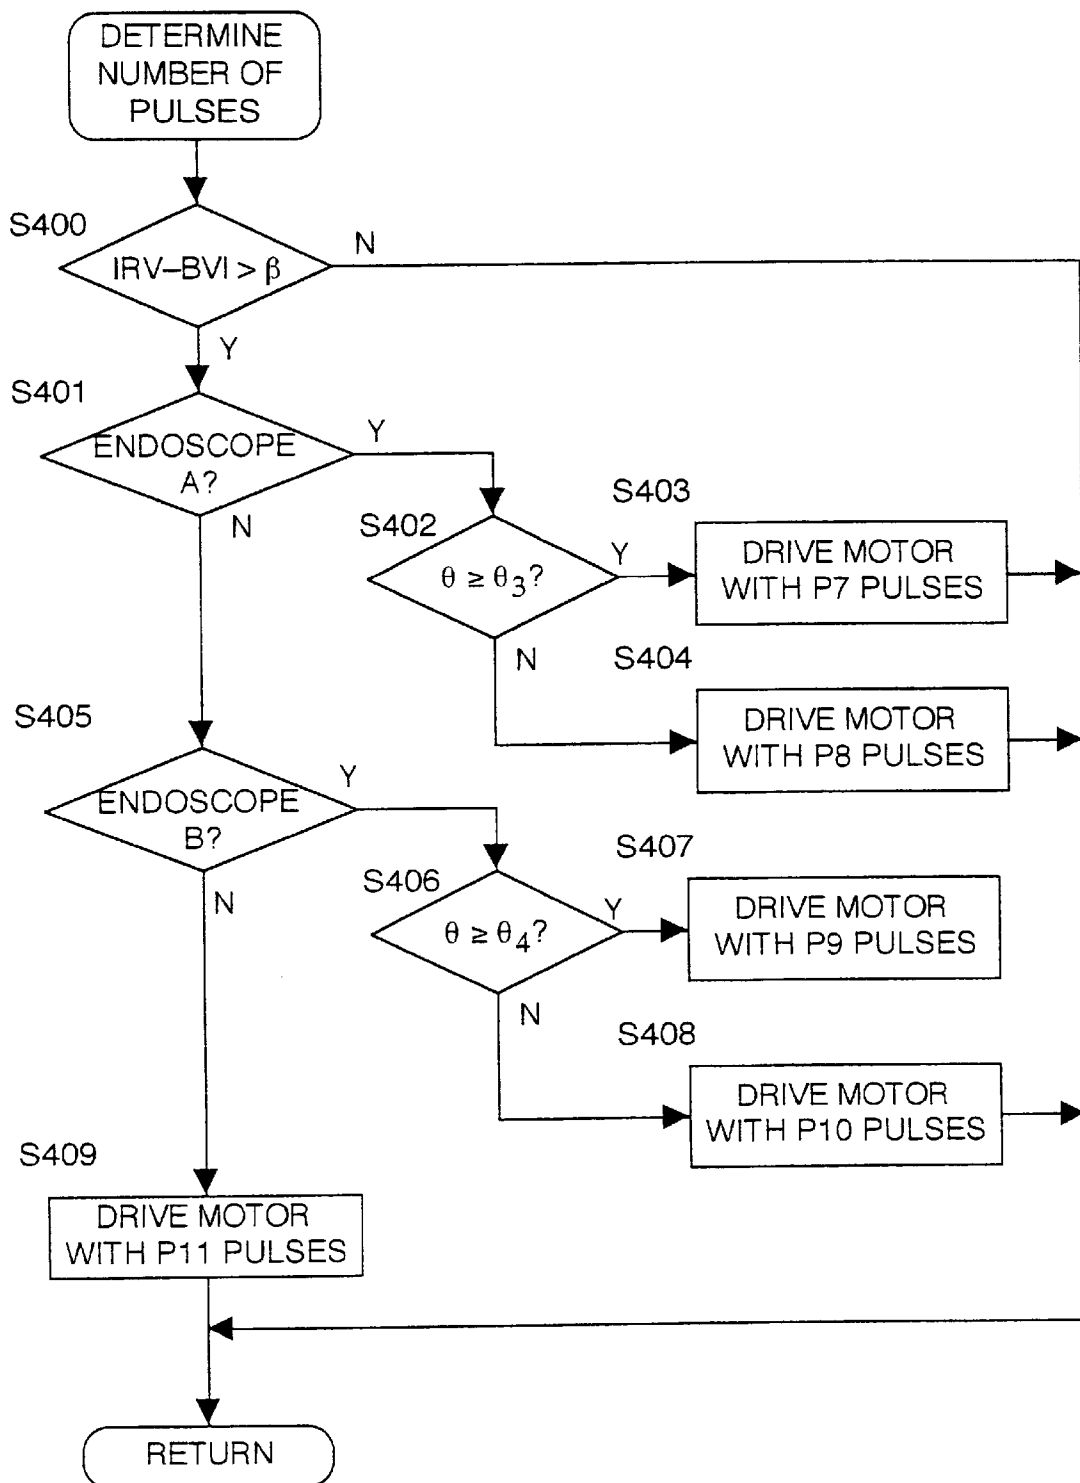 DETERMINE
NUMBER OF
PULSES
S400
IRV–BVI > β
N
Y
S401
ENDOSCOPE
A?
Y
N
S402
θ ≥ θ3?
Y
N
S403
DRIVE MOTOR
WITH P7 PULSES
S404
DRIVE MOTOR
WITH P8 PULSES
S405
ENDOSCOPE
B?
Y
N
S406
θ ≥ θ4?
Y
N
S407
DRIVE MOTOR
WITH P9 PULSES
S408
DRIVE MOTOR
WITH P10 PULSES
S409
DRIVE MOTOR
WITH P11 PULSES
RETURN